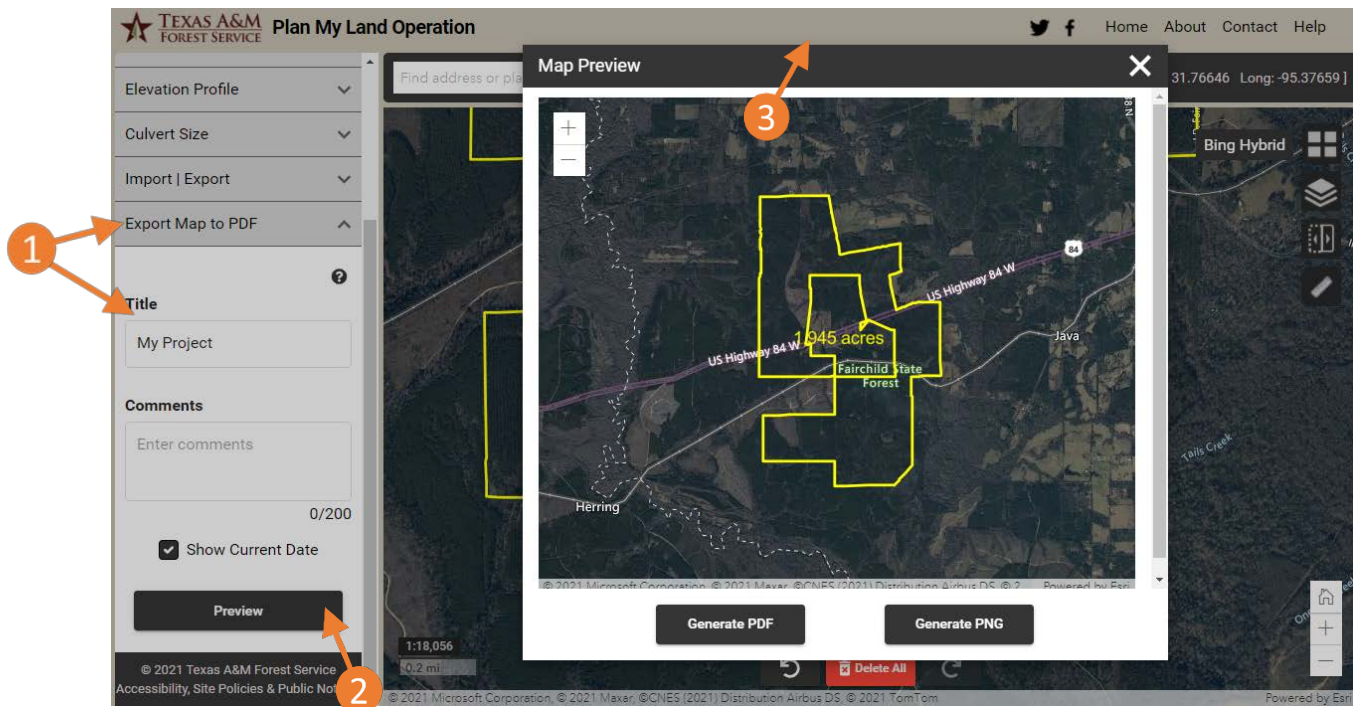 TEXAS A&M
FOREST SERVICE
Plan My Land Operation
Home About Contact Help
3
Elevation Profile
Culvert Size
Import | Export
Export Map to PDF
1
Title
My Project
Comments
Enter comments
0/200
Show Current Date
Preview
2
© 2021 Texas A&M Forest Service
Accessibility, Site Policies & Public
Find address or
31.76646 Long: -95.37659 ]
Map Preview
+
−
84
US Highway 84 W
1,945 acres
US Highway 84 W
Java
Fairchild State
Forest
Herring
© 2021 Microsoft Corporation, © 2021 Maxar, ©CNES (2021) Distribution Airbus DS, © 2
Powered by Esri
Generate PDF
Generate PNG
Bing Hybrid
Tails Creek
1:18,056
0.2 mi
Delete All
+
−
© 2021 Microsoft Corporation, © 2021 Maxar, ©CNES (2021) Distribution Airbus DS, © 2021 TomTom
Powered by Esri